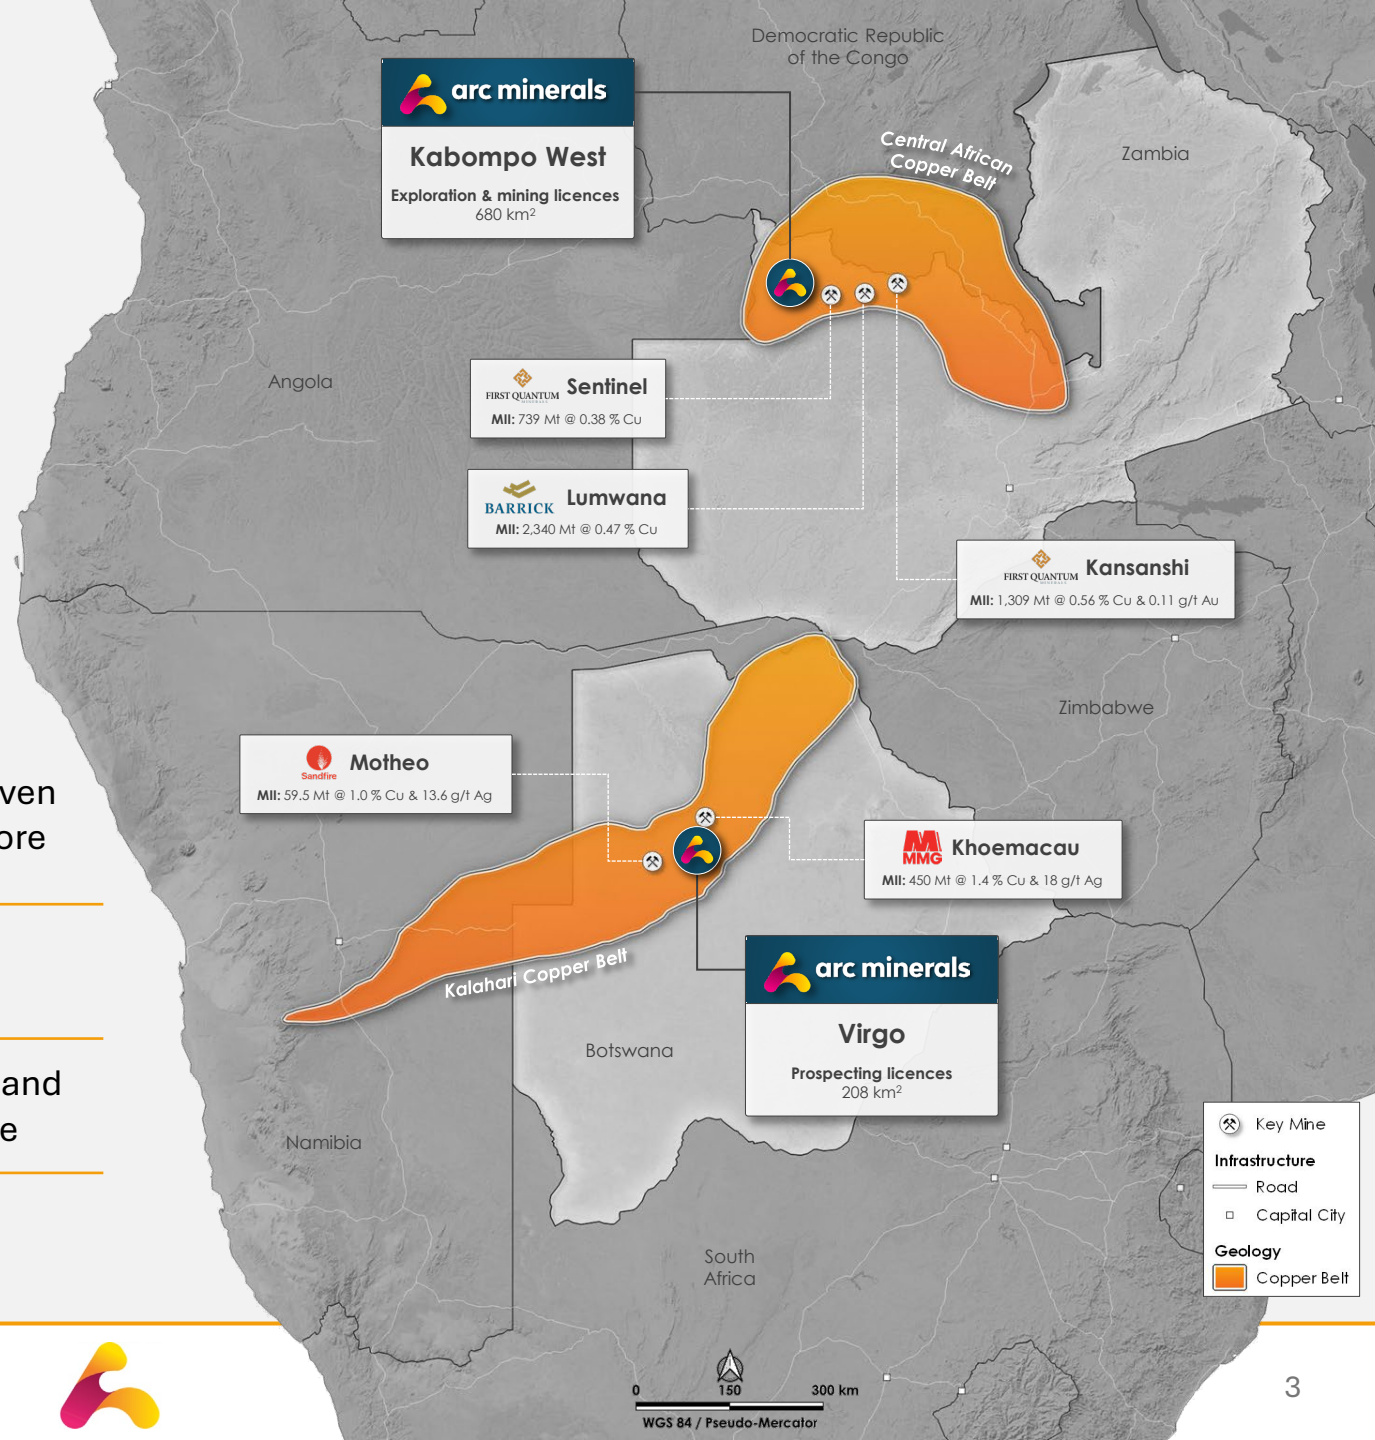 Democratic Republic
of the Congo
arc minerals
Kabompo West
Exploration & mining licences
680 km²
Central African
Copper Belt
Zambia
Angola
FIRST QUANTUM
MINERALS
Sentinel
MII: 739 Mt @ 0.38 % Cu
BARRICK
Lumwana
MII: 2,340 Mt @ 0.47 % Cu
FIRST QUANTUM
MINERALS
Kansanshi
MII: 1,309 Mt @ 0.56 % Cu & 0.11 g/t Au
Zimbabwe
Sandfire
Motheo
MII: 59.5 Mt @ 1.0 % Cu & 13.6 g/t Ag
ven
ore
MMG
Khoemacau
MII: 450 Mt @ 1.4 % Cu & 18 g/t Ag
Kalahari Copper Belt
arc minerals
Virgo
Prospecting licences
208 km²
Botswana
and
e
Namibia
South
Africa
Key Mine
Infrastructure
Road
Capital City
Geology
Copper Belt
0 150 300 km
WGS 84 / Pseudo-Mercator
3